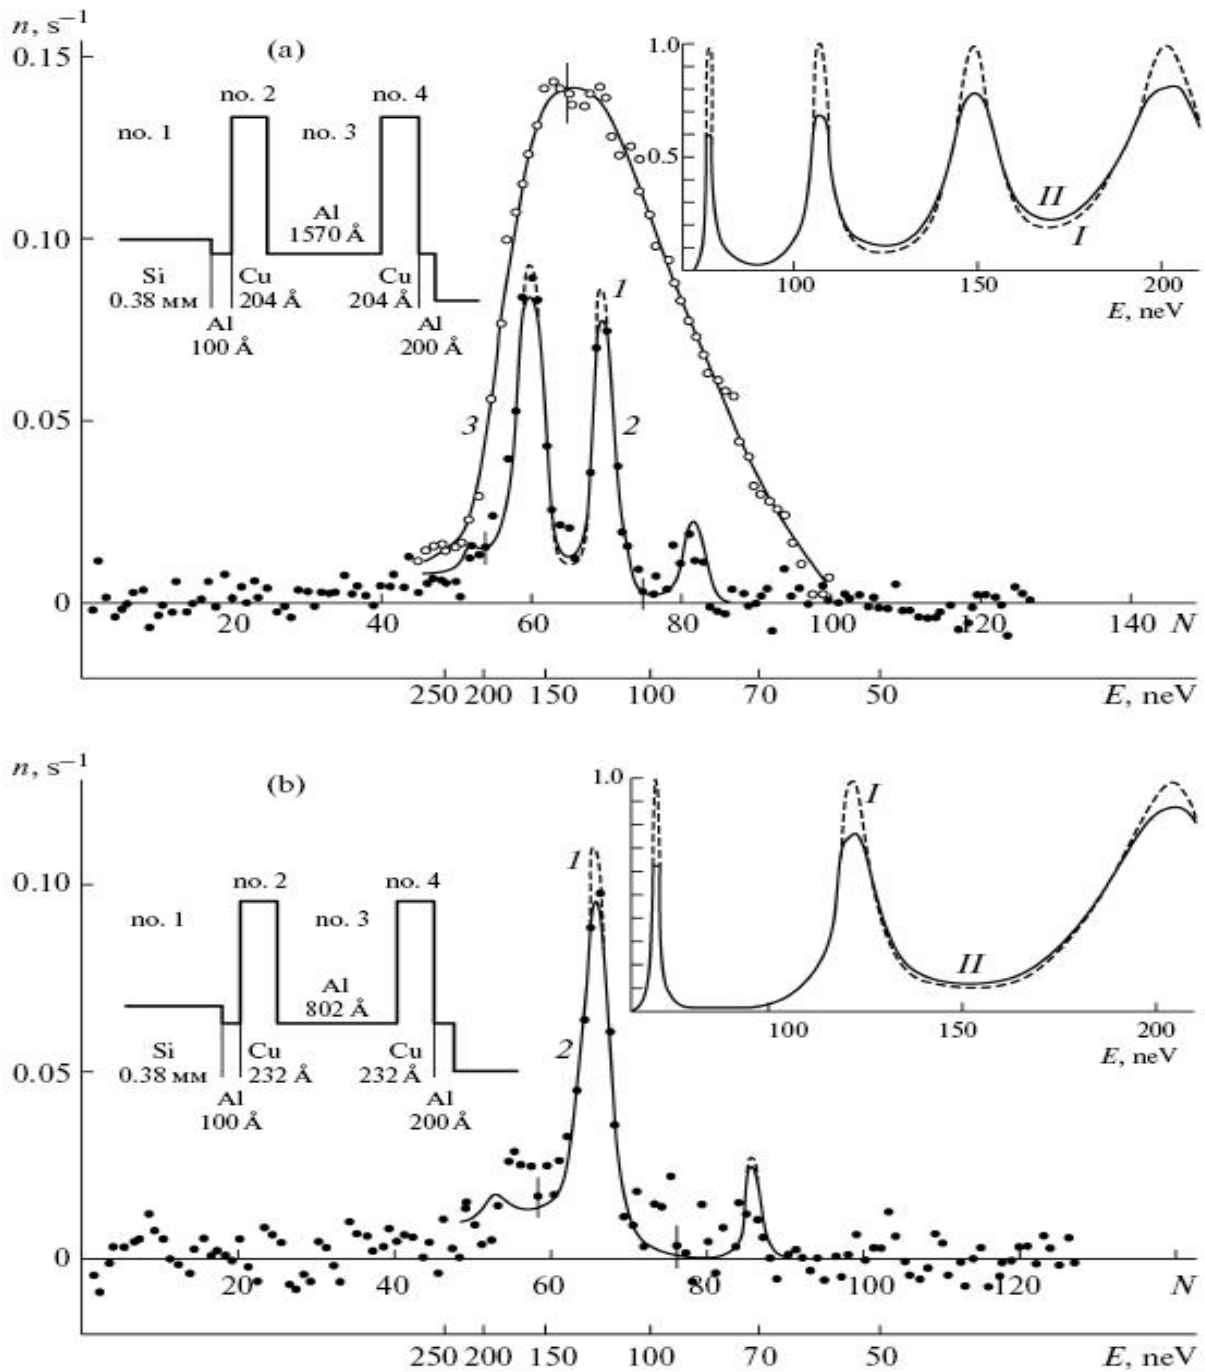 n, s⁻¹
(a)
0.15
1.0
no. 2
no. 4
no. 1
no. 3
0.5
II
Al
1570 Å
I
0.10
Si
Cu
Cu
0.38 мм
204 Å
204 Å
100
150
200
1
E, neV
Al
Al
100 Å
200 Å
0.05
3
2
0
20
40
60
80
100
120
140
N
250
200
150
100
70
50
E, neV
n, s⁻¹
(b)
1.0
I
1
0.10
no. 2
no. 4
no. 1
no. 3
II
Al
802 Å
100
150
200
Si
Cu
Cu
2
E, neV
0.38 мм
232 Å
232 Å
0.05
Al
Al
100 Å
200 Å
0
20
40
60
80
100
120
N
250
200
150
100
70
50
E, neV